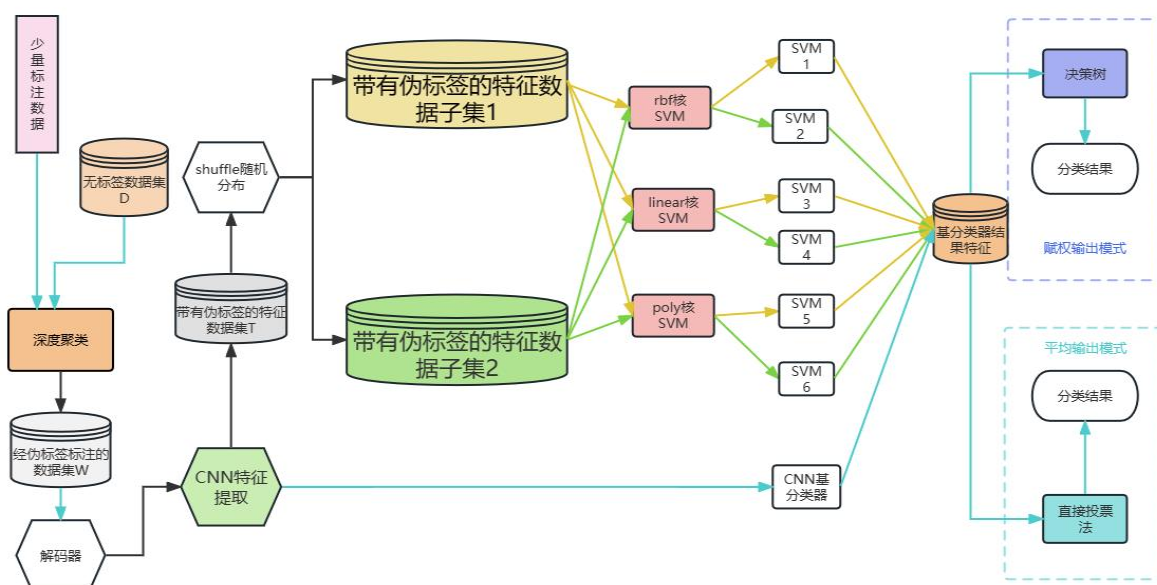 少
量
标
注
数
据
无标签数据集
D
深度聚类
经伪标签标注的
数据集W
解码器
shuffle随机
分布
带有伪标签的特征
数据集T
CNN特征
提取
带有伪标签的特征数
据子集1
带有伪标签的特征数
据子集2
rbf核
SVM
linear核
SVM
poly核
SVM
SVM
1
SVM
2
SVM
3
SVM
4
SVM
5
SVM
6
CNN基
分类器
基分类器结
果特征
决策树
分类结果
赋权输出模式
平均输出模式
分类结果
直接投票
法